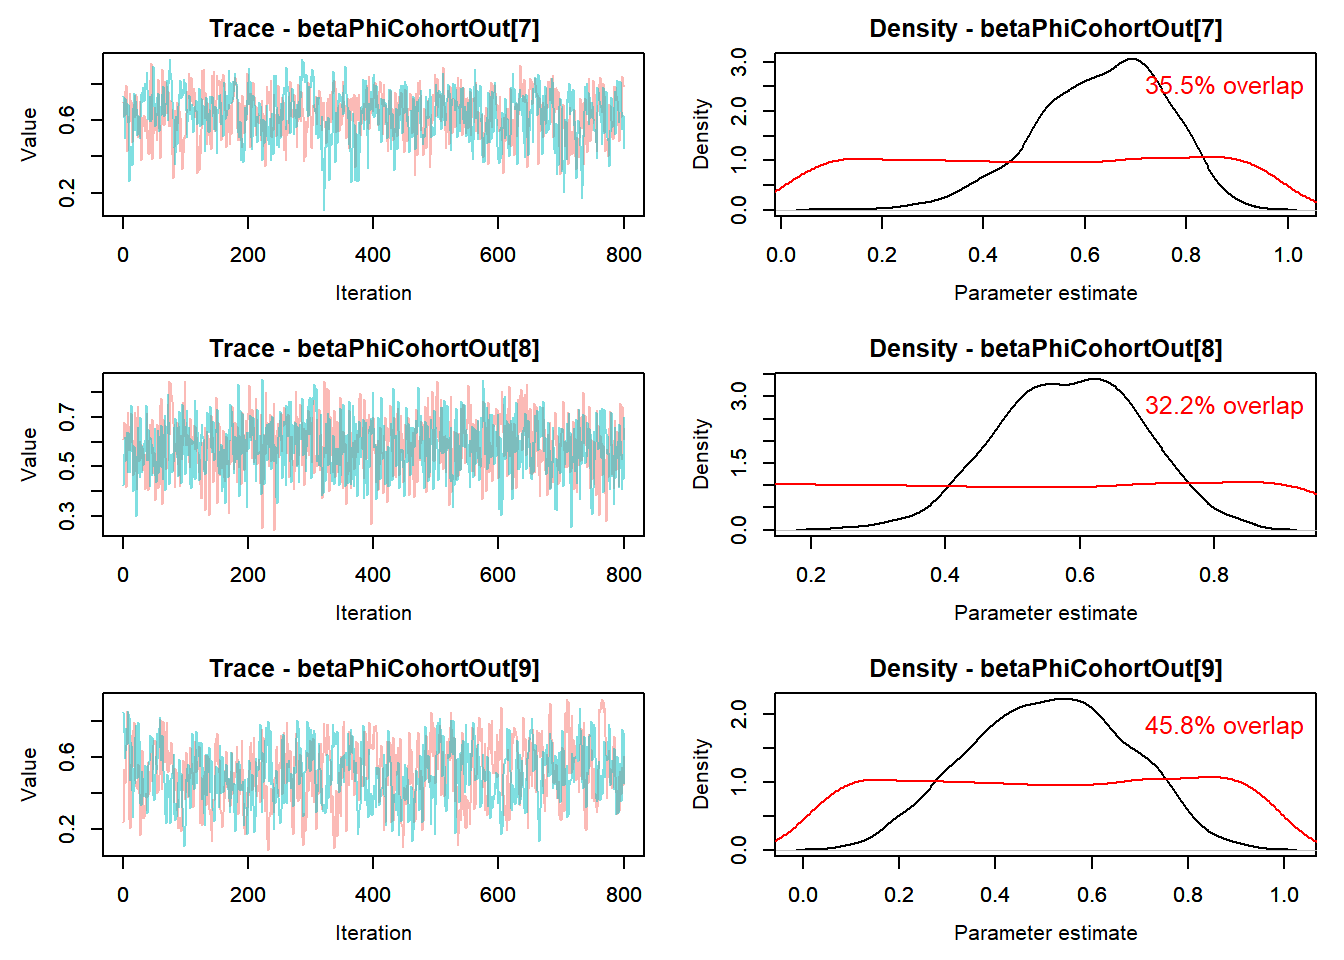 Trace - betaPhiCohortOut[7]
Value
0.2
0.6
0
200
400
600
800
Iteration
Density - betaPhiCohortOut[7]
35.5% overlap
Density
0.0
1.0
2.0
3.0
0.0
0.2
0.4
0.6
0.8
1.0
Parameter estimate
Trace - betaPhiCohortOut[8]
Value
0.3
0.5
0.7
0
200
400
600
800
Iteration
Density - betaPhiCohortOut[8]
32.2% overlap
Density
0.0
1.5
3.0
0.2
0.4
0.6
0.8
Parameter estimate
Trace - betaPhiCohortOut[9]
Value
0.2
0.6
0
200
400
600
800
Iteration
Density - betaPhiCohortOut[9]
45.8% overlap
Density
0.0
1.0
2.0
0.0
0.2
0.4
0.6
0.8
1.0
Parameter estimate